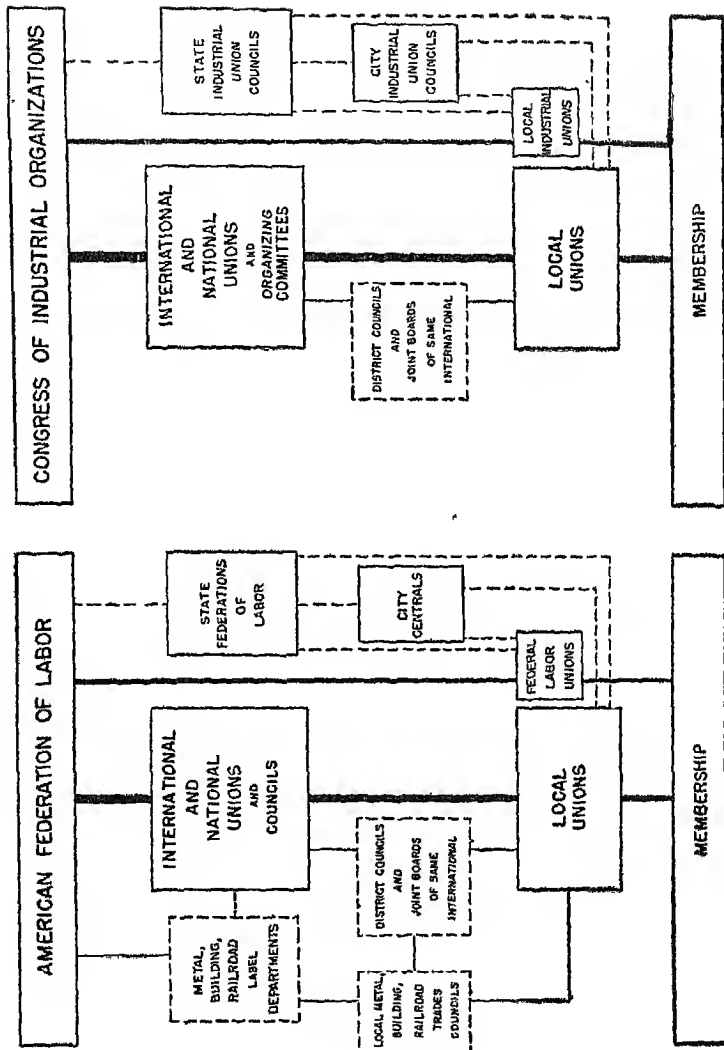 AMERICAN FEDERATION OF LABOR
METAL,
BUILDING,
RAILROAD
LABEL
DEPARTMENTS
INTERNATIONAL
AND
NATIONAL
UNIONS
AND
COUNCILS
STATE
FEDERATIONS
OF
LABOR
LOCAL METAL,
BUILDING,
RAILROAD
TRADES
COUNCILS
DISTRICT COUNCILS
AND
JOINT BOARDS
OF SAME
INTERNATIONAL
CITY
CENTRALS
LOCAL
UNIONS
FEDERAL
LABOR
UNIONS
MEMBERSHIP
CONGRESS OF INDUSTRIAL ORGANIZATIONS
INTERNATIONAL
AND
NATIONAL
UNIONS
AND
ORGANIZING
COMMITTEES
STATE
INDUSTRIAL
UNION
COUNCILS
DISTRICT COUNCILS
AND
JOINT BOARDS
OF SAME
INTERNATIONAL
CITY
INDUSTRIAL
UNION
COUNCILS
LOCAL
UNIONS
LOCAL
INDUSTRIAL
UNIONS
MEMBERSHIP